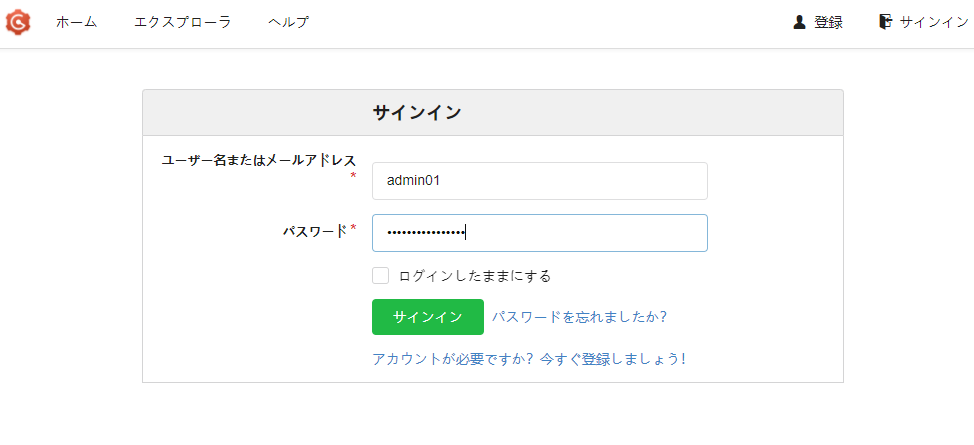 ホーム エクスプローラ ヘルプ 登録 サインイン
サインイン
ユーザー名またはメールアドレス
*
admin01
パスワード*
••••••••••••••••
ログインしたままにする
サインイン パスワードを忘れましたか?
アカウントが必要ですか? 今すぐ登録しましょう!